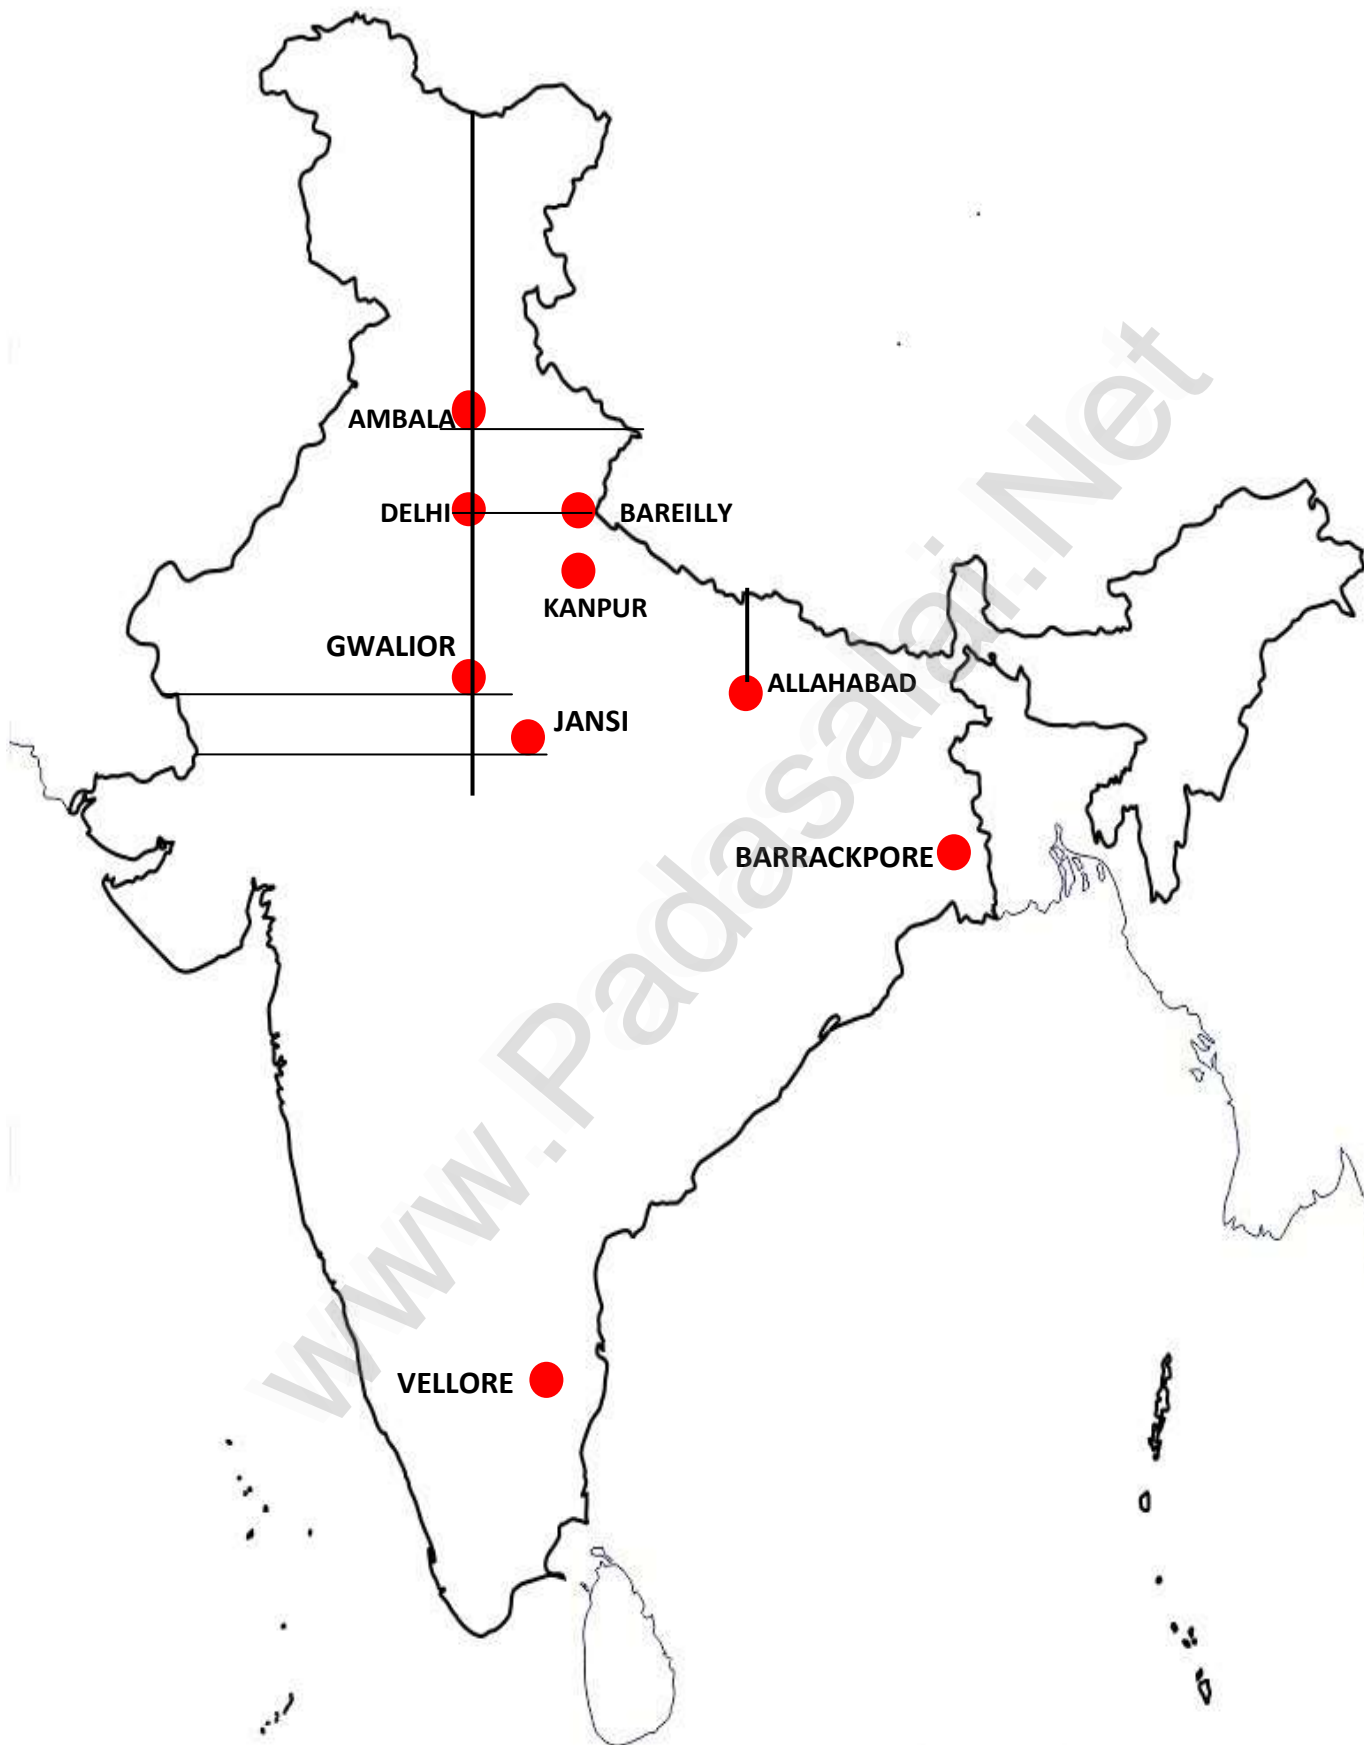 AMBALA
DELHI
BAREILLY
KANPUR
GWALIOR
ALLAHABAD
JANSI
BARRACKPORE
VELLORE
www.Padasalai.Net